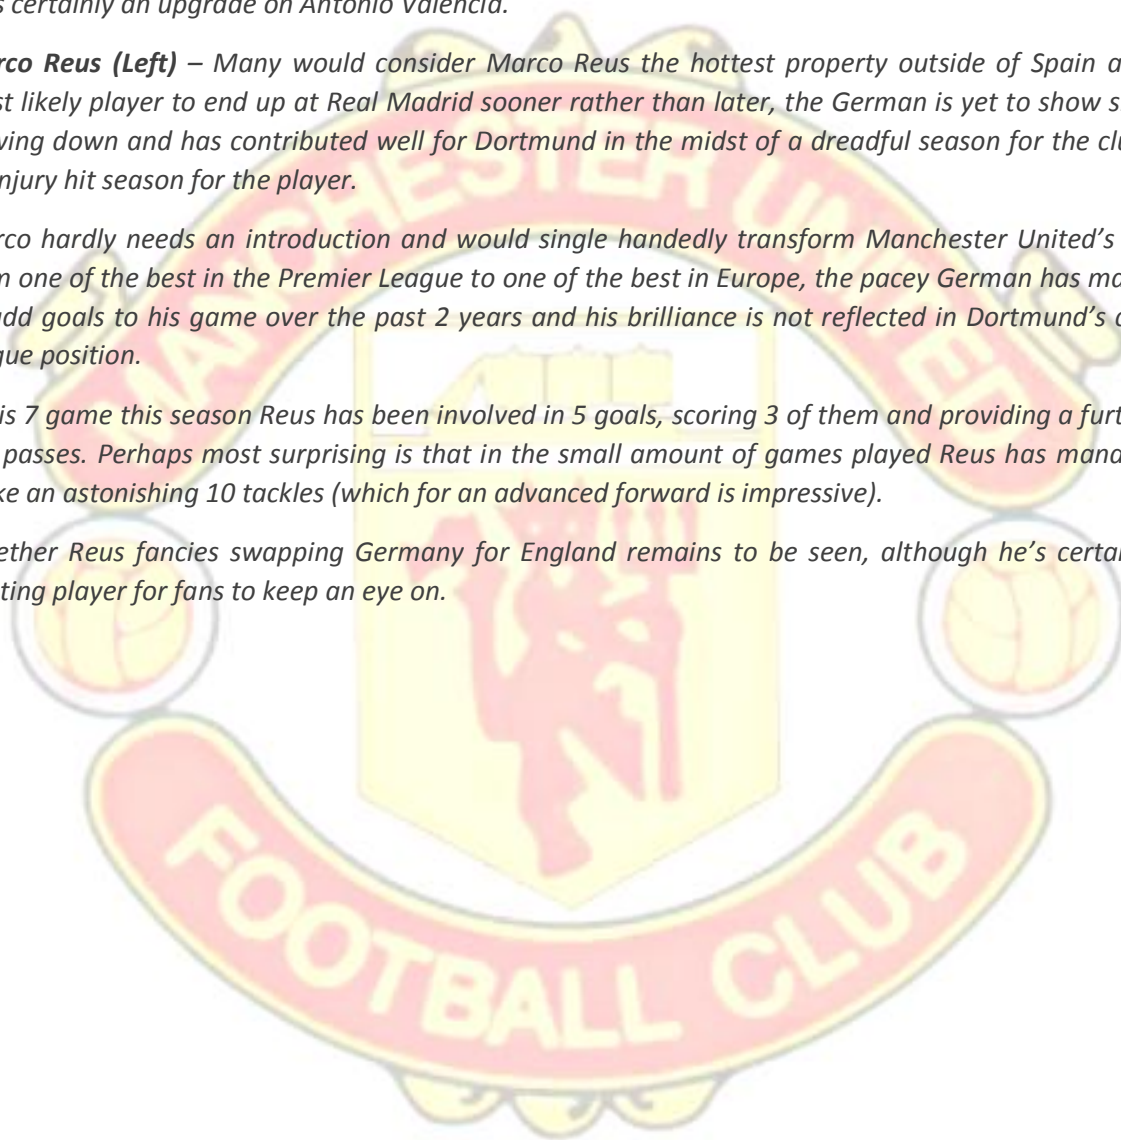 s certainly an upgrade on Antonio Valencia.
rco Reus (Left) – Many would consider Marco Reus the hottest property outside of Spain a
st likely player to end up at Real Madrid sooner rather than later, the German is yet to show s
wing down and has contributed well for Dortmund in the midst of a dreadful season for the clu
njury hit season for the player.
rco hardly needs an introduction and would single handedly transform Manchester United’s
m one of the best in the Premier League to one of the best in Europe, the pacey German has ma
add goals to his game over the past 2 years and his brilliance is not reflected in Dortmund’s c
gue position.
is 7 game this season Reus has been involved in 5 goals, scoring 3 of them and providing a furt
passes. Perhaps most surprising is that in the small amount of games played Reus has mana
ke an astonishing 10 tackles (which for an advanced forward is impressive).
ether Reus fancies swapping Germany for England remains to be seen, although he’s certai
ting player for fans to keep an eye on.
MANCHESTER UNITED
FOOTBALL CLUB